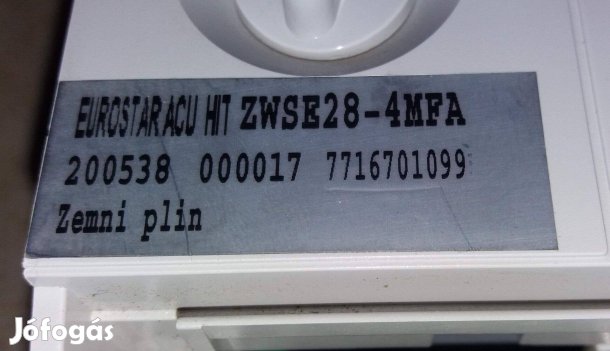 EUROSTAR ACU HIT ZWSE28-4MFA
200538 000017 7716701099
Zemni plin
Jófogás